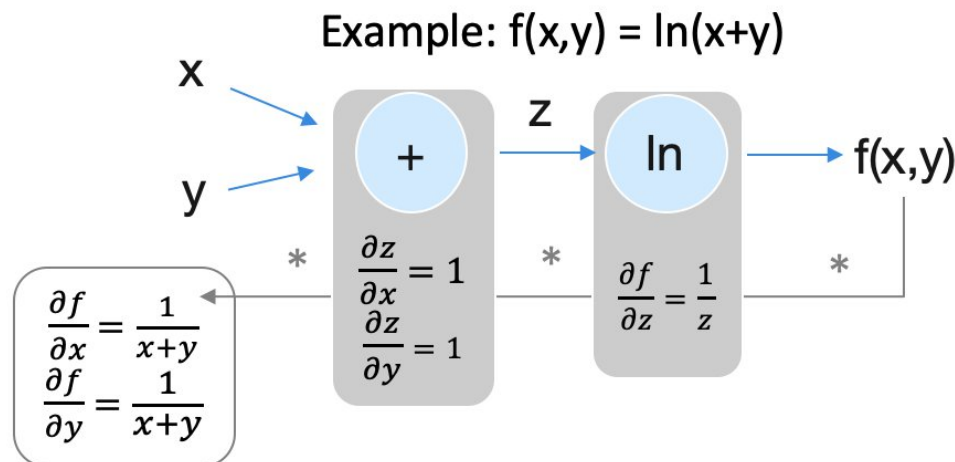 Example: f(x,y) = ln(x+y)
x
y
+
z
ln
f(x,y)
*
*
*
∂z/∂x = 1
∂z/∂y = 1
∂f/∂z = 1/z
∂f/∂x = 1/(x+y)
∂f/∂y = 1/(x+y)